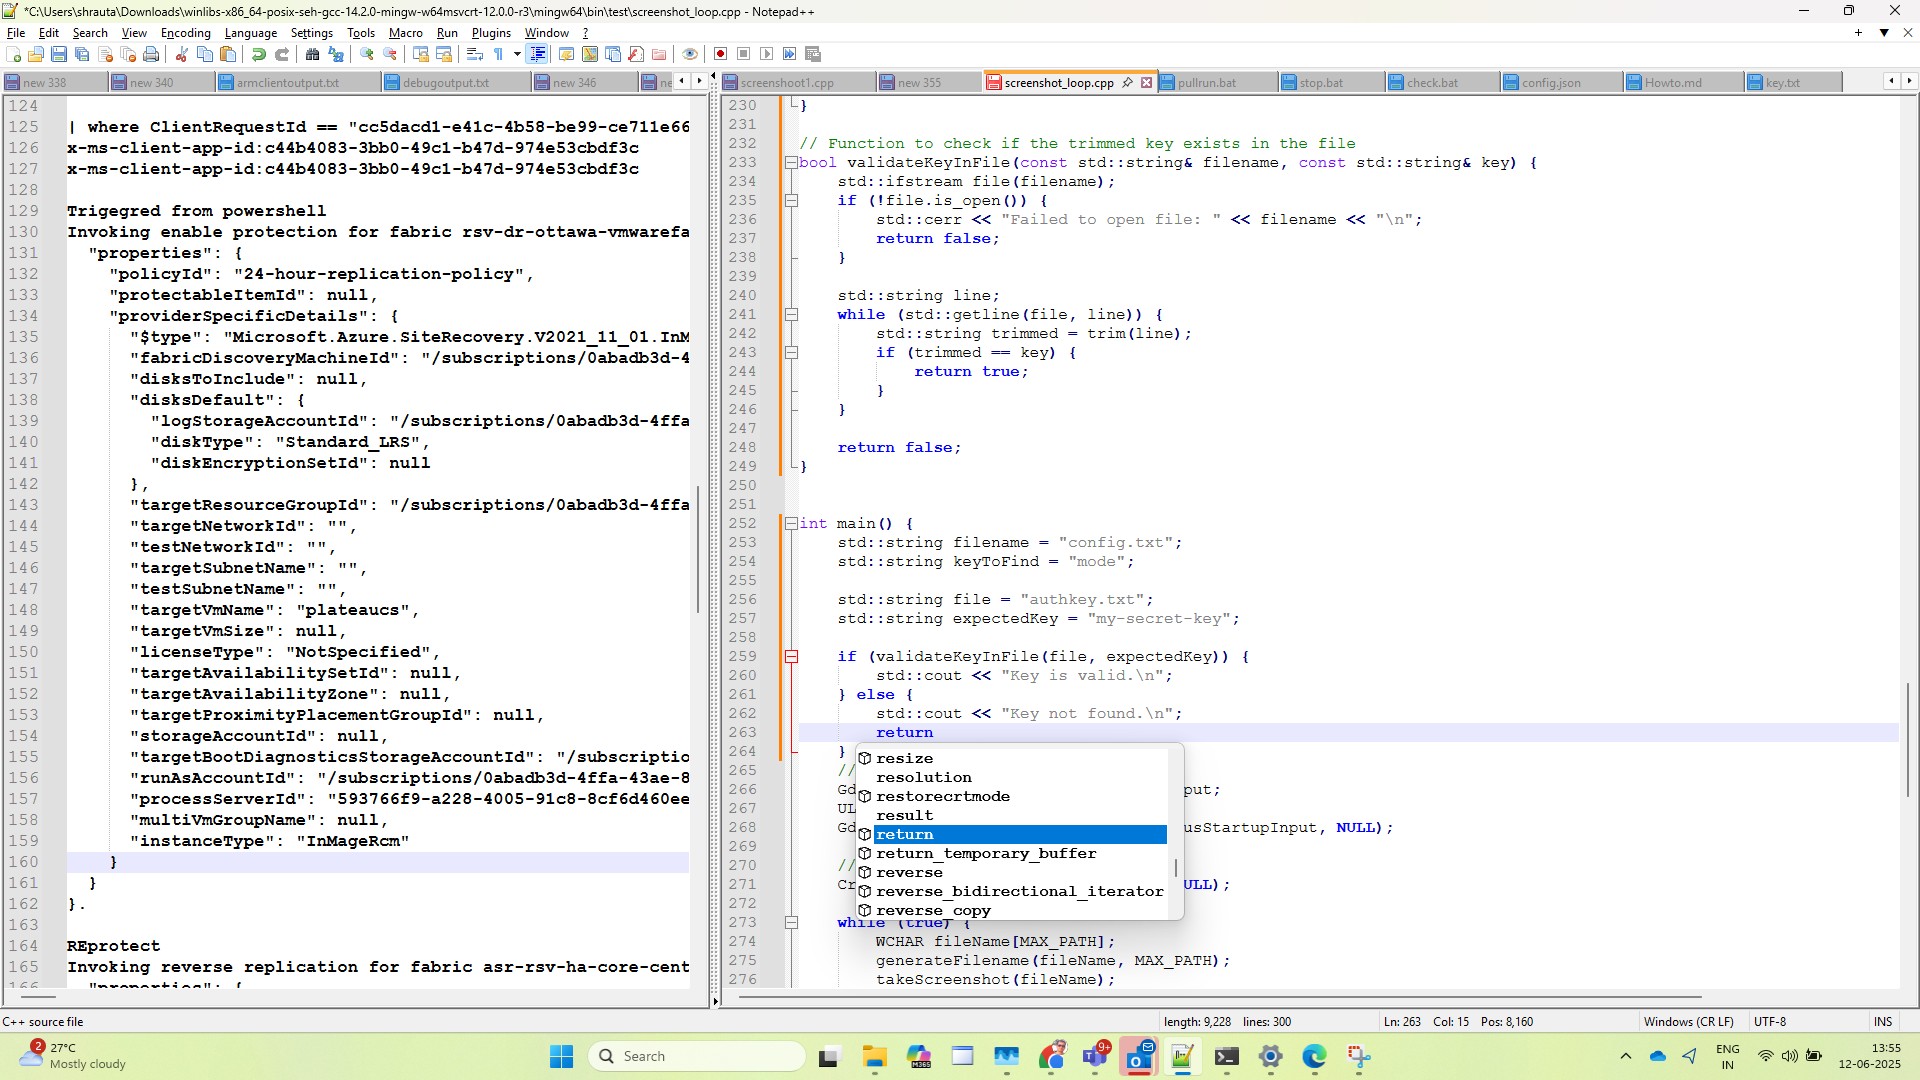 *C:\Users\shrauta\Downloads\winlibs-x86_64-posix-seh-gcc-14.2.0-mingw-w64msvcrt-12.0.0-r3\mingw64\bin\test\screenshot_loop.cpp - Notepad++
File Edit Search View Encoding Language Settings Tools Macro Run Plugins Window ?
new 338 new 340 armclientoutput.txt debugoutput.txt new 346 ne
124
125 | where ClientRequestId == "cc5dacd1-e41c-4b58-be99-ce711e66
126 x-ms-client-app-id:c44b4083-3bb0-49c1-b47d-974e53cbdf3c
127 x-ms-client-app-id:c44b4083-3bb0-49c1-b47d-974e53cbdf3c
128
129 Trigegred from powershell
130 Invoking enable protection for fabric rsv-dr-ottawa-vmwarefa
131 "properties": {
132 "policyId": "24-hour-replication-policy",
133 "protectableItemId": null,
134 "providerSpecificDetails": {
135 "$type": "Microsoft.Azure.SiteRecovery.V2021_11_01.InM
136 "fabricDiscoveryMachineId": "/subscriptions/0abadb3d-4
137 "disksToInclude": null,
138 "disksDefault": {
139 "logStorageAccountId": "/subscriptions/0abadb3d-4ffa
140 "diskType": "Standard_LRS",
141 "diskEncryptionSetId": null
142 },
143 "targetResourceGroupId": "/subscriptions/0abadb3d-4ffa
144 "targetNetworkId": "",
145 "testNetworkId": "",
146 "targetSubnetName": "",
147 "testSubnetName": "",
148 "targetVmName": "plateaucs",
149 "targetVmSize": null,
150 "licenseType": "NotSpecified",
151 "targetAvailabilitySetId": null,
152 "targetAvailabilityZone": null,
153 "targetProximityPlacementGroupId": null,
154 "storageAccountId": null,
155 "targetBootDiagnosticsStorageAccountId": "/subscriptio
156 "runAsAccountId": "/subscriptions/0abadb3d-4ffa-43ae-8
157 "processServerId": "593766f9-a228-4005-91c8-8cf6d460ee
158 "multiVmGroupName": null,
159 "instanceType": "InMageRcm"
160 }
161 }
162 }.
163
164 REprotect
165 Invoking reverse replication for fabric asr-rsv-ha-core-cent
166 "properties": {
screenshoot1.cpp new 355 screenshot_loop.cpp pullrun.bat stop.bat check.bat config.json Howto.md key.txt
230 }
231
232 // Function to check if the trimmed key exists in the file
233 bool validateKeyInFile(const std::string& filename, const std::string& key) {
234 std::ifstream file(filename);
235 if (!file.is_open()) {
236 std::cerr << "Failed to open file: " << filename << "\n";
237 return false;
238 }
239
240 std::string line;
241 while (std::getline(file, line)) {
242 std::string trimmed = trim(line);
243 if (trimmed == key) {
244 return true;
245 }
246 }
247
248 return false;
249 }
250
251
252 int main() {
253 std::string filename = "config.txt";
254 std::string keyToFind = "mode";
255
256 std::string file = "authkey.txt";
257 std::string expectedKey = "my-secret-key";
258
259 if (validateKeyInFile(file, expectedKey)) {
260 std::cout << "Key is valid.\n";
261 } else {
262 std::cout << "Key not found.\n";
263 return
264 }
265 //
266 Gd put;
267 UL
268 Gd usStartupInput, NULL);
269
270 //
271 Cr ULL);
272
273 while (true) {
274 WCHAR fileName[MAX_PATH];
275 generateFilename(fileName, MAX_PATH);
276 takeScreenshot(fileName);
resize
resolution
restorecrtmode
result
return
return_temporary_buffer
reverse
reverse_bidirectional_iterator
reverse_copy
C++ source file length: 9,228 lines: 300 Ln: 263 Col: 15 Pos: 8,160 Windows (CR LF) UTF-8 INS
2 27°C
Mostly cloudy
Search
M365
9+
ENG
IN
13:55
12-06-2025